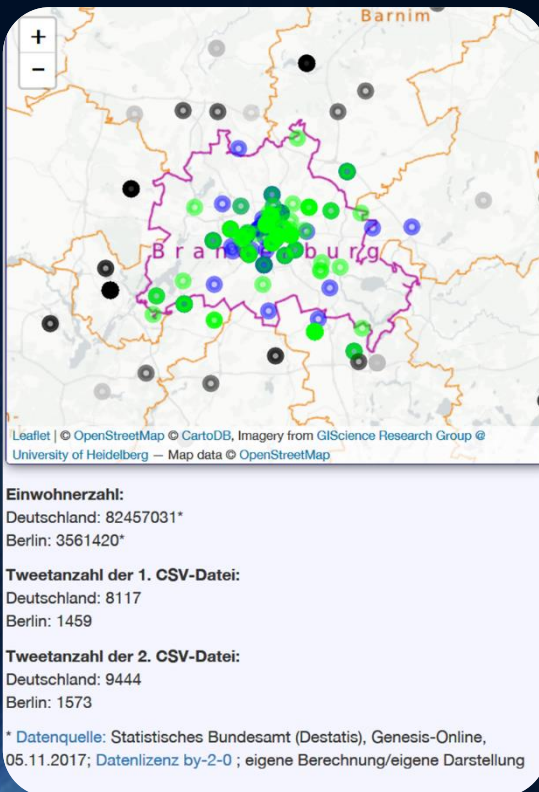 Barnim
+
−
Brandenburg
Leaflet | © OpenStreetMap © CartoDB, Imagery from GIScience Research Group @
University of Heidelberg — Map data © OpenStreetMap
Einwohnerzahl:
Deutschland: 82457031*
Berlin: 3561420*
Tweetanzahl der 1. CSV-Datei:
Deutschland: 8117
Berlin: 1459
Tweetanzahl der 2. CSV-Datei:
Deutschland: 9444
Berlin: 1573
* Datenquelle: Statistisches Bundesamt (Destatis), Genesis-Online,
05.11.2017; Datenlizenz by-2-0 ; eigene Berechnung/eigene Darstellung